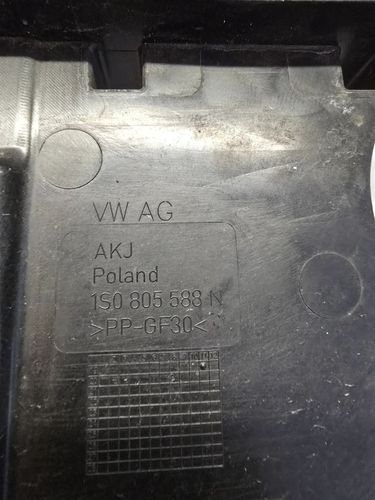 VW AG
AKJ
Poland
1S0 805 588 N
>PP-GF30<